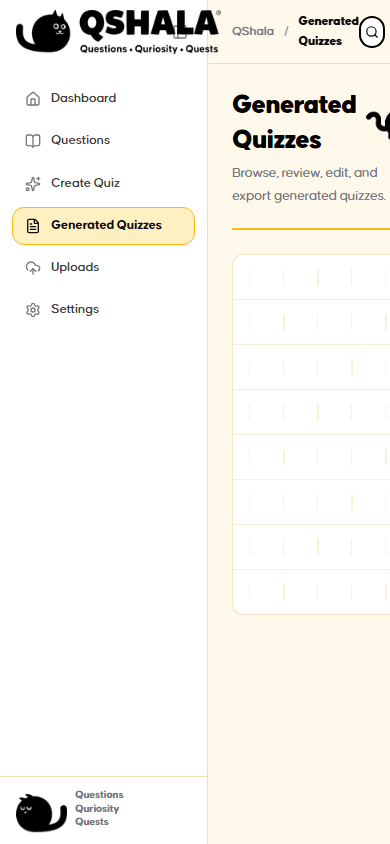 QSHALA®
Questions • Quriosity • Quests
Dashboard
Questions
Create Quiz
Generated Quizzes
Uploads
Settings
Questions
Quriosity
Quests
QShala / Generated
Quizzes
Generated
Quizzes
Browse, review, edit, and
export generated quizzes.